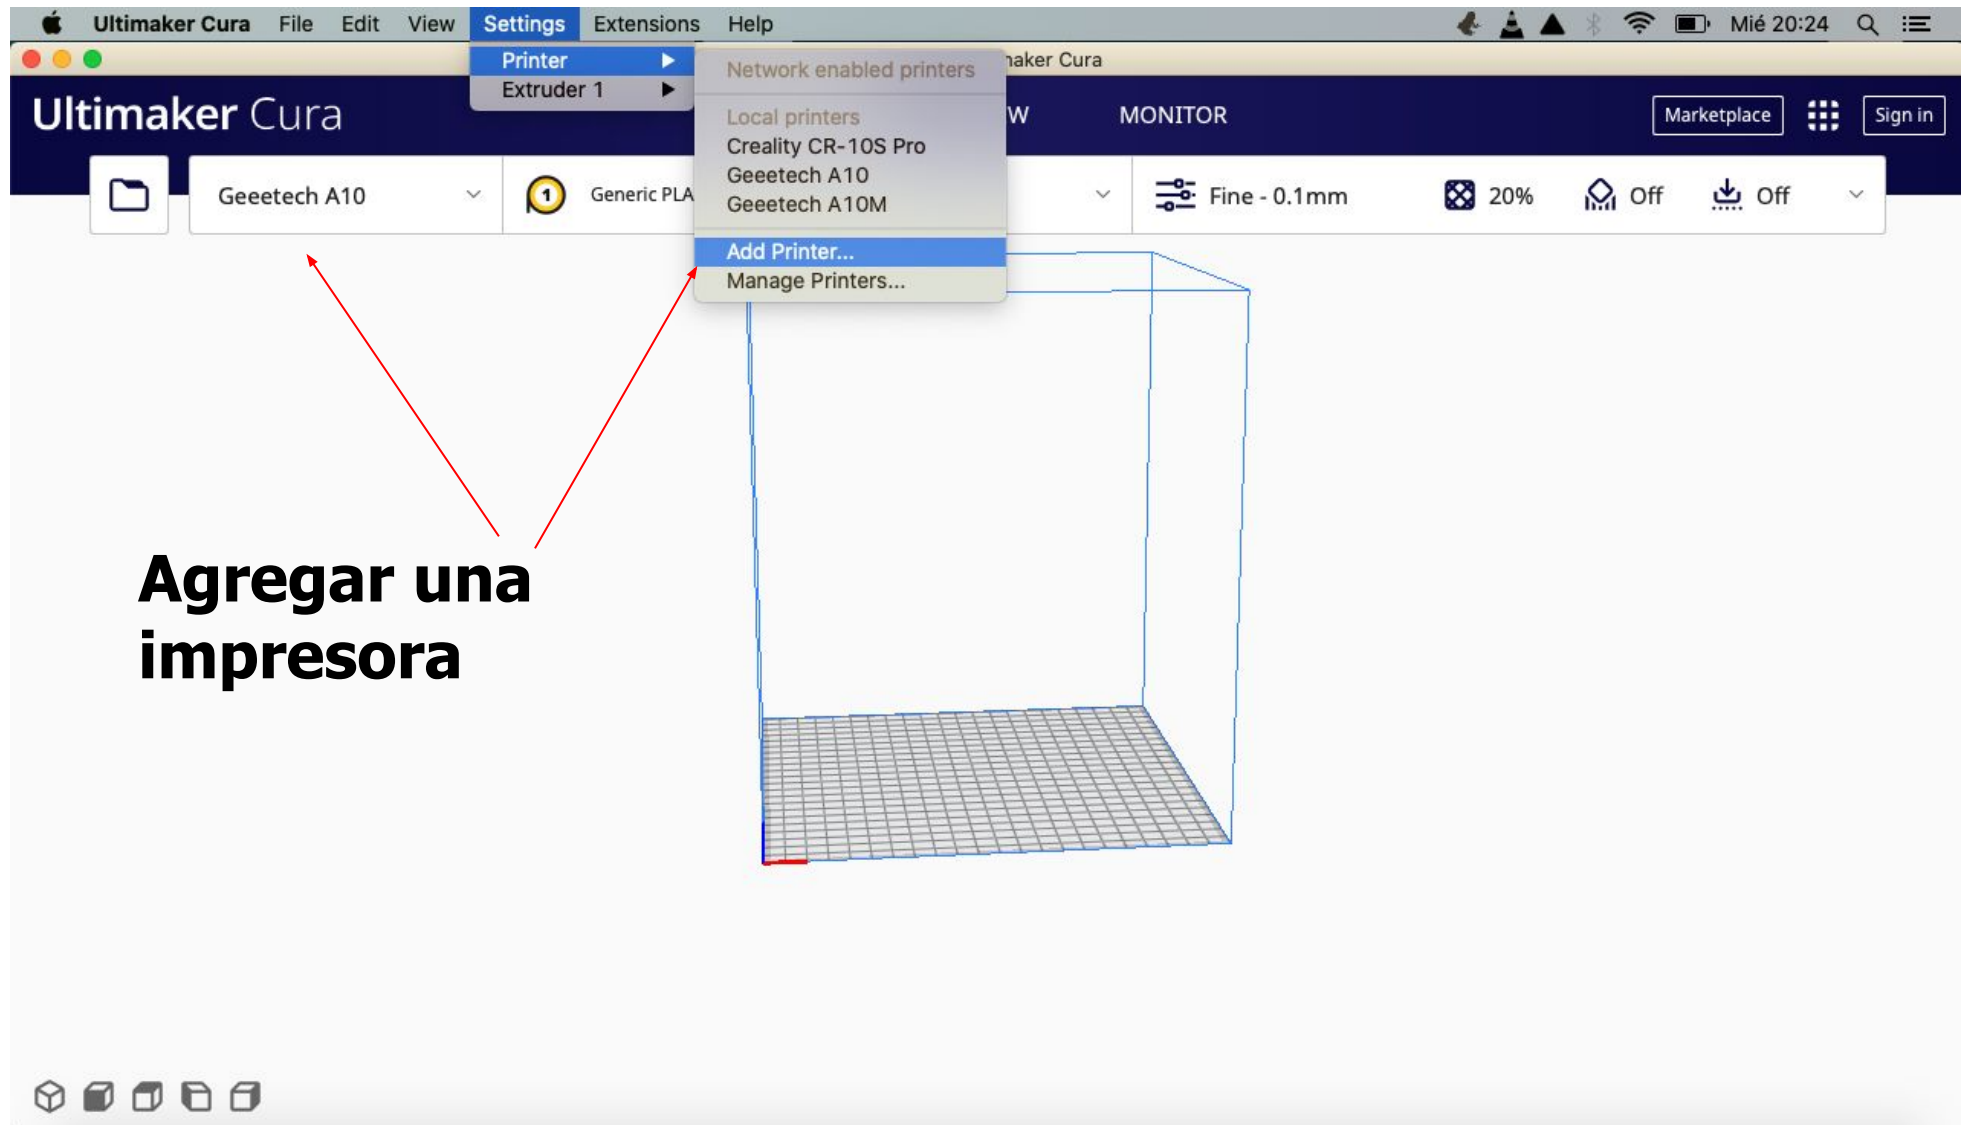 Ultimaker Cura File Edit View Settings Extensions Help Mié 20:24
Printer
Extruder 1
Network enabled printers
Local printers
Creality CR-10S Pro
Geeetech A10
Geeetech A10M
Add Printer...
Manage Printers...
Cura
Ultimaker Cura MONITOR Marketplace Sign in
Geeetech A10 1 Generic PLA Fine - 0.1mm 20% Off Off
Agregar una
impresora